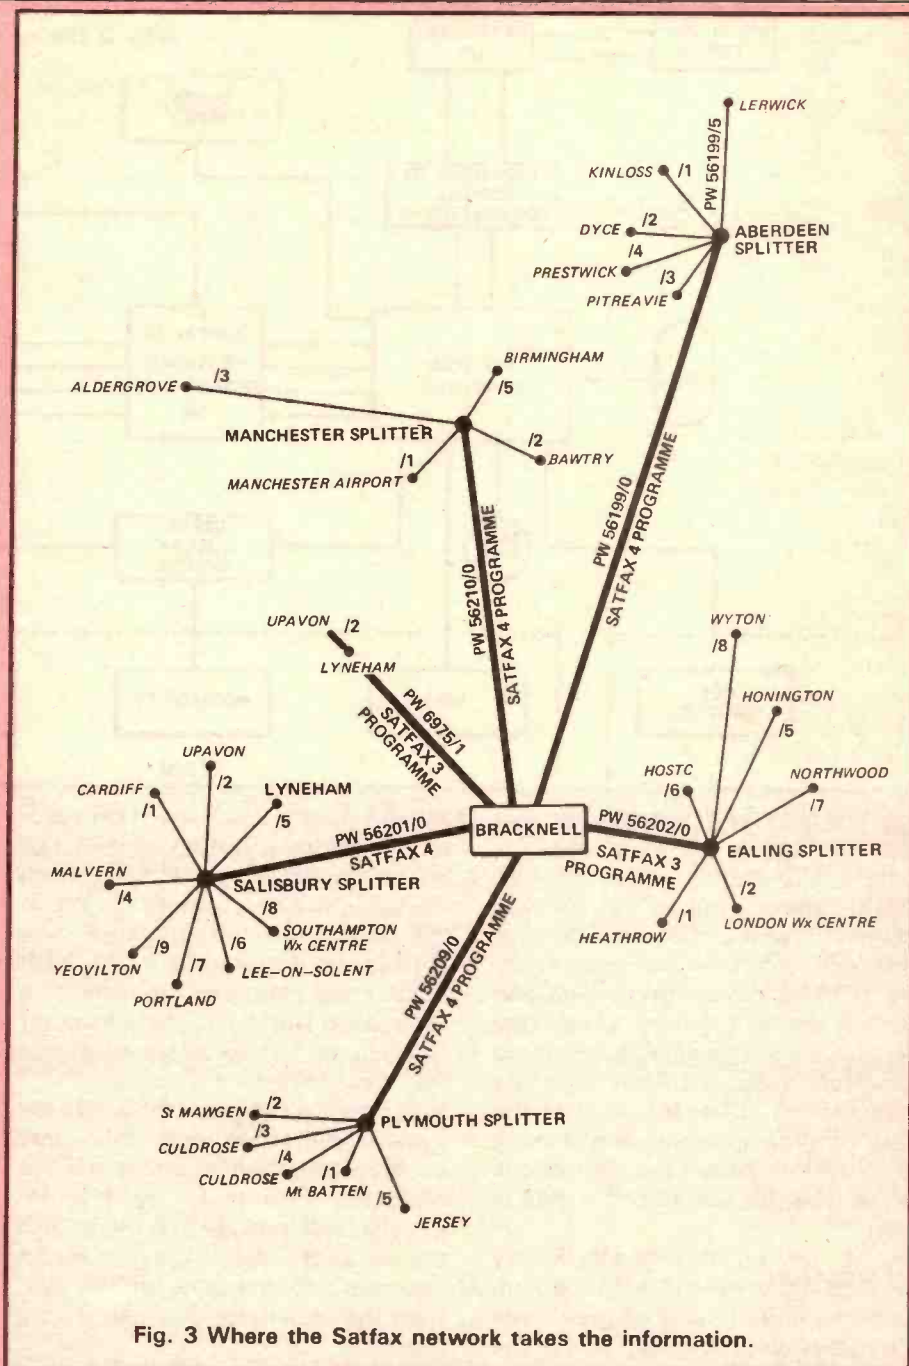 LERWICK
PW 56199/5
KINLOSS
/1
DYCE
/2
ABERDEEN
SPLITTER
/4
PRESTWICK
/3
PITREAVIE
BIRMINGHAM
/5
ALDERGROVE
/3
MANCHESTER SPLITTER
/2
BAWTRY
/1
MANCHESTER AIRPORT
PW 56199/0
SATFAX 4 PROGRAMME
PW 56210/0
SATFAX 4 PROGRAMME
UPAVON
/2
LYNEHAM
PW 6975/1
SATFAX 3
PROGRAMME
WYTON
/8
HONINGTON
/5
HOSTC
/6
NORTHWOOD
/7
UPAVON
/2
CARDIFF
/1
LYNEHAM
/5
PW 56201/0
SATFAX 4
BRACKNELL
PW 56202/0
SATFAX 3
PROGRAMME
EALING SPLITTER
/2
LONDON Wx CENTRE
/1
HEATHROW
MALVERN
/4
SALISBURY SPLITTER
/8
SOUTHAMPTON
Wx CENTRE
/9
YEOVILTON
/6
LEE-ON-SOLENT
/7
PORTLAND
PW 56209/0
SATFAX 4 PROGRAMME
St MAWGEN
/2
PLYMOUTH SPLITTER
/3
CULDROSE
/4
CULDROSE
/1
Mt BATTEN
/5
JERSEY
Fig. 3 Where the Satfax network takes the information.